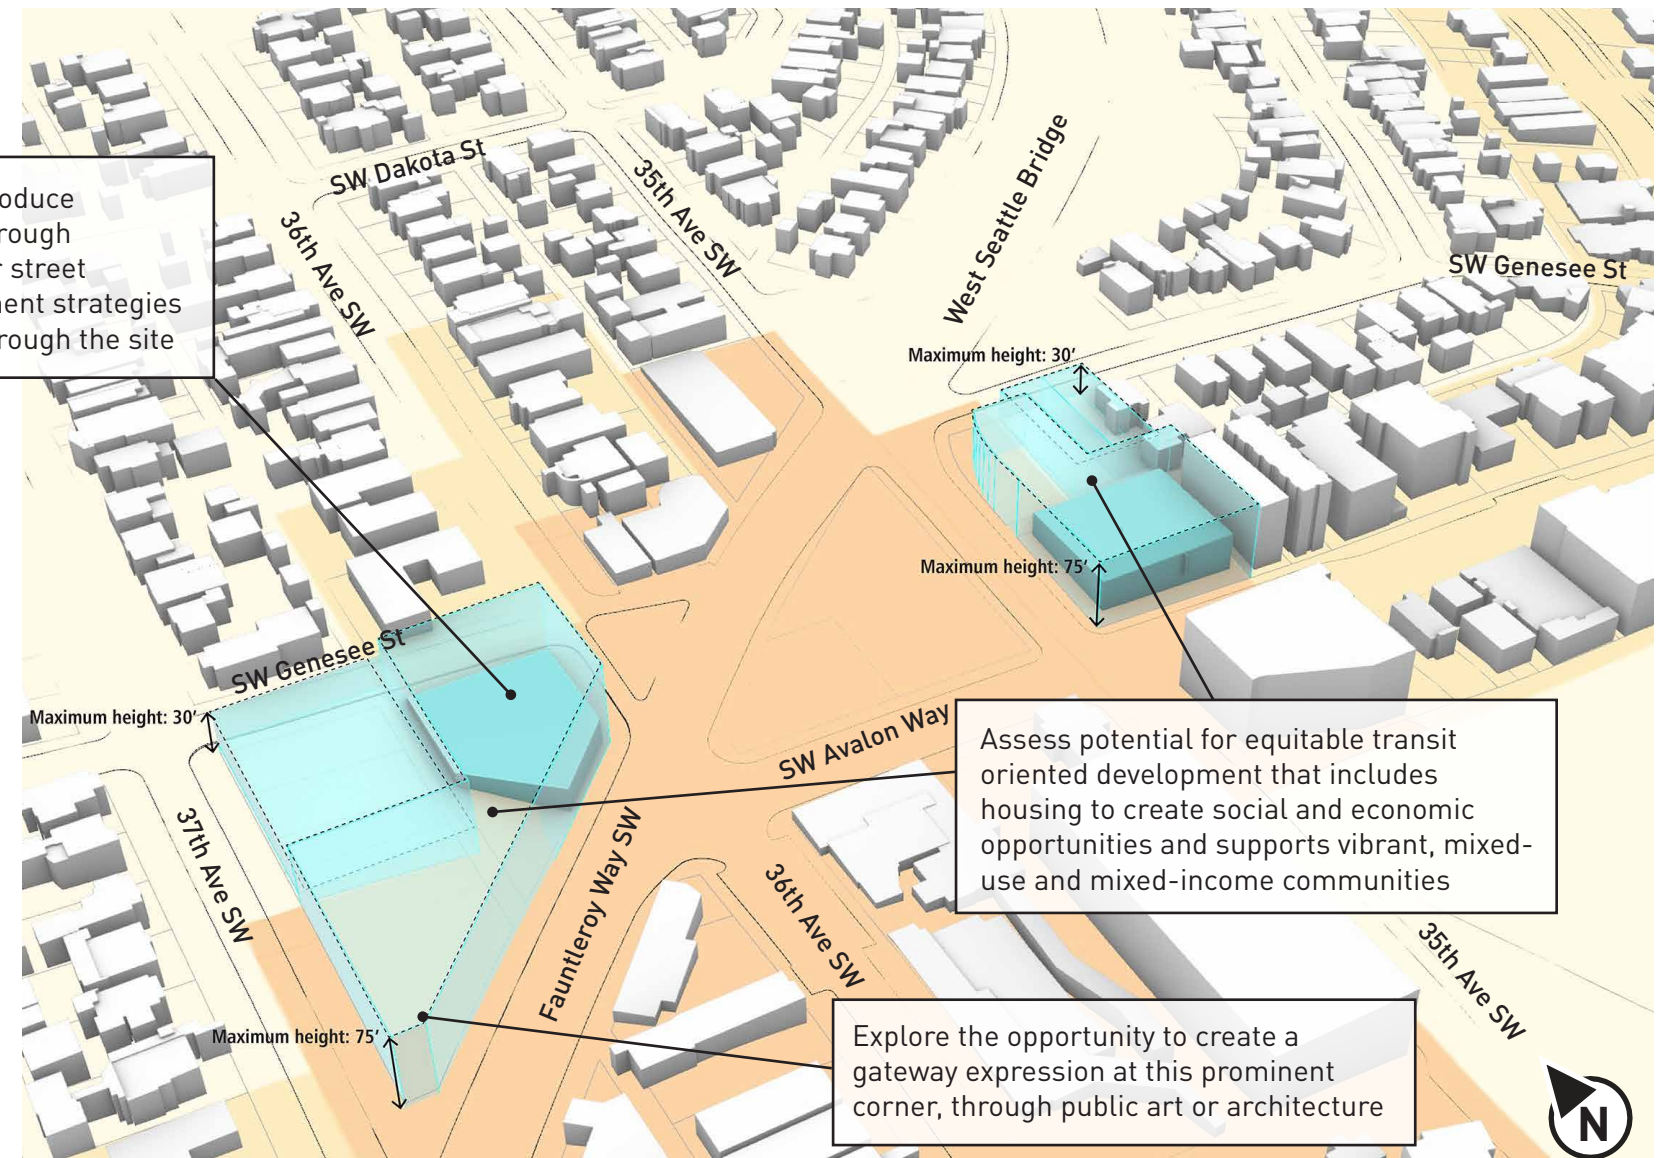 SW Dakota St
35th Ave SW
36th Ave SW
West Seattle Bridge
SW Genesee St
rough
street
strategies
rough the site
Maximum height: 30’
Maximum height: 75’
SW Genesee St
Maximum height: 30’
SW Avalon Way
Assess potential for equitable transit
oriented development that includes
housing to create social and economic
opportunities and supports vibrant, mixed-
use and mixed-income communities
37th Ave SW
Fauntleroy Way SW
36th Ave SW
35th Ave SW
Maximum height: 75’
Explore the opportunity to create a
gateway expression at this prominent
corner, through public art or architecture
N